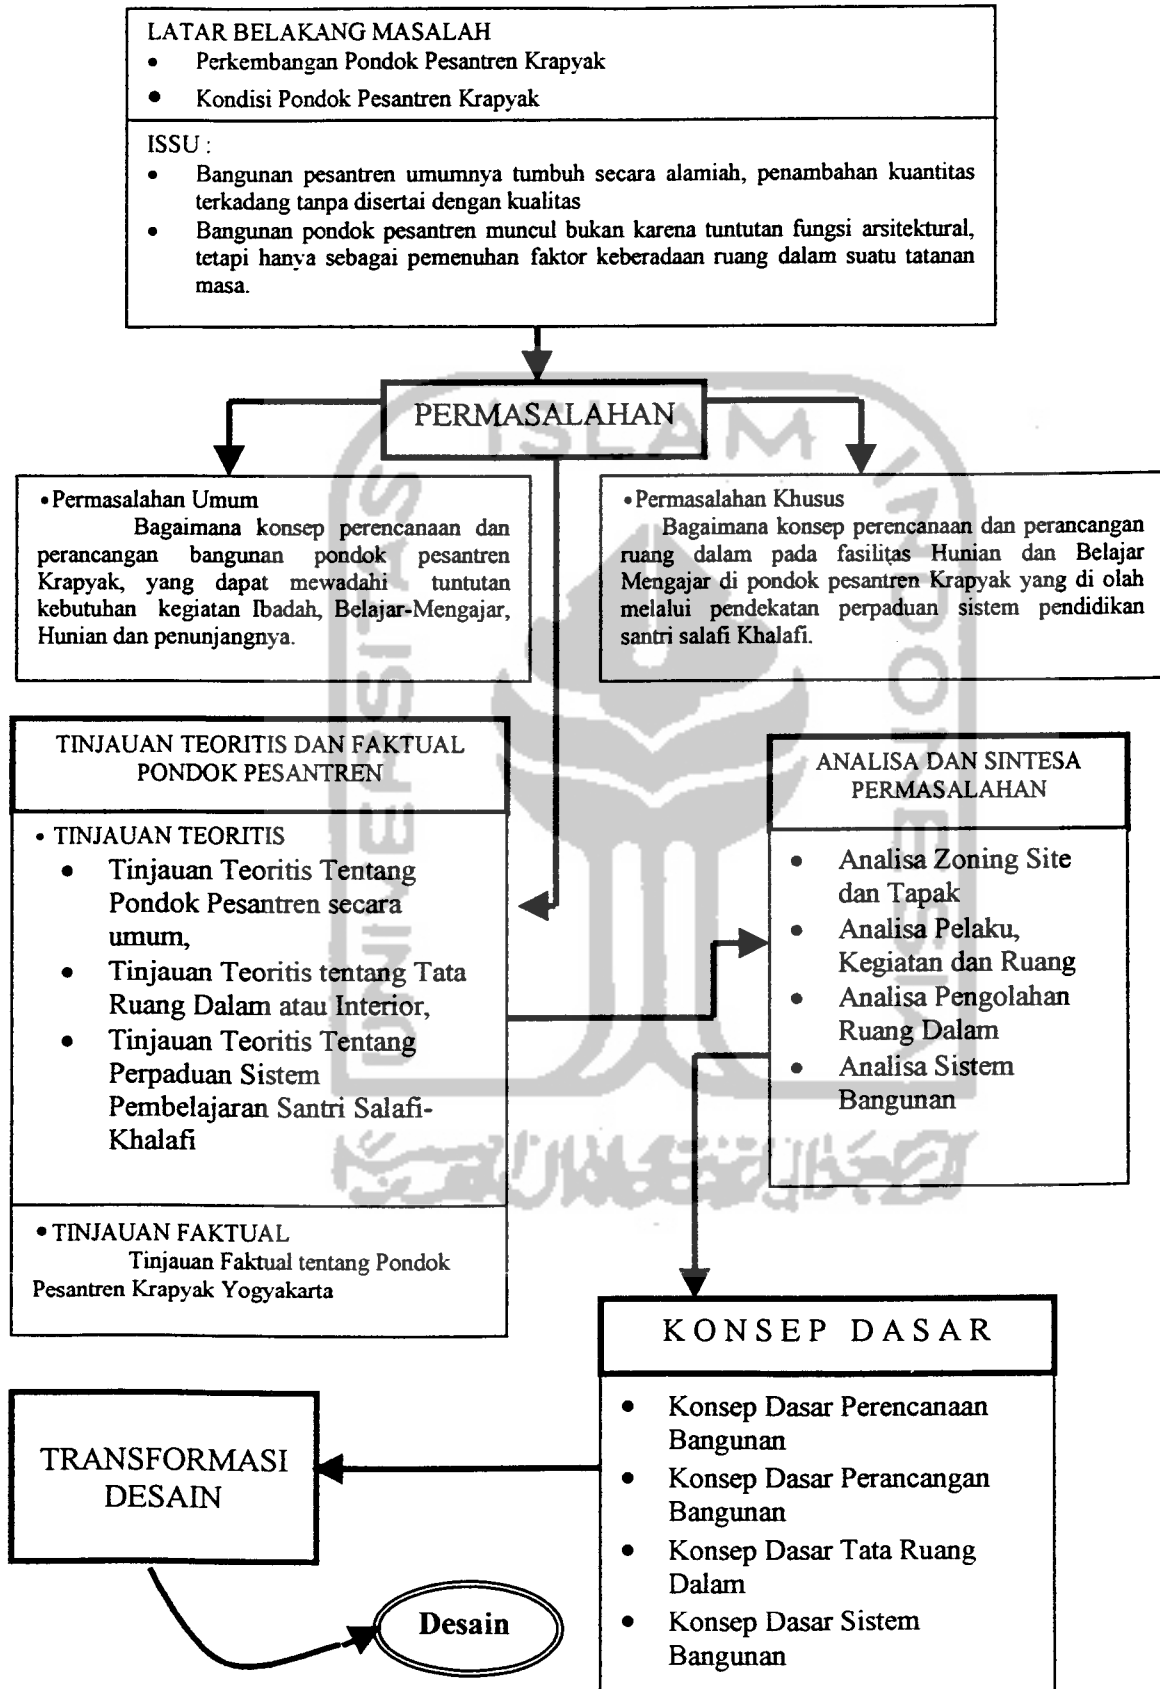 LATAR BELAKANG MASALAH
• Perkembangan Pondok Pesantren Krapyak
• Kondisi Pondok Pesantren Krapyak
ISSU :
• Bangunan pesantren umumnya tumbuh secara alamiah, penambahan kuantitas
terkadang tanpa disertai dengan kualitas
• Bangunan pondok pesantren muncul bukan karena tuntutan fungsi arsitektural,
tetapi hanya sebagai pemenuhan faktor keberadaan ruang dalam suatu tatanan
masa.
PERMASALAHAN
• Permasalahan Umum
Bagaimana konsep perencanaan dan
perancangan bangunan pondok pesantren
Krapyak, yang dapat mewadahi tuntutan
kebutuhan kegiatan Ibadah, Belajar-Mengajar,
Hunian dan penunjangnya.
• Permasalahan Khusus
Bagaimana konsep perencanaan dan perancangan
ruang dalam pada fasilitas Hunian dan Belajar
Mengajar di pondok pesantren Krapyak yang di olah
melalui pendekatan perpaduan sistem pendidikan
santri salafi Khalafi.
TINJAUAN TEORITIS DAN FAKTUAL
PONDOK PESANTREN
• TINJAUAN TEORITIS
• Tinjauan Teoritis Tentang
Pondok Pesantren secara
umum,
• Tinjauan Teoritis tentang Tata
Ruang Dalam atau Interior,
• Tinjauan Teoritis Tentang
Perpaduan Sistem
Pembelajaran Santri Salafi-
Khalafi
• TINJAUAN FAKTUAL
Tinjauan Faktual tentang Pondok
Pesantren Krapyak Yogyakarta
ANALISA DAN SINTESA
PERMASALAHAN
• Analisa Zoning Site
dan Tapak
• Analisa Pelaku,
Kegiatan dan Ruang
• Analisa Pengolahan
Ruang Dalam
• Analisa Sistem
Bangunan
KONSEP DASAR
• Konsep Dasar Perencanaan
Bangunan
• Konsep Dasar Perancangan
Bangunan
• Konsep Dasar Tata Ruang
Dalam
• Konsep Dasar Sistem
Bangunan
TRANSFORMASI
DESAIN
Desain
UNIVERSITAS
ISLAM
INDONESIA